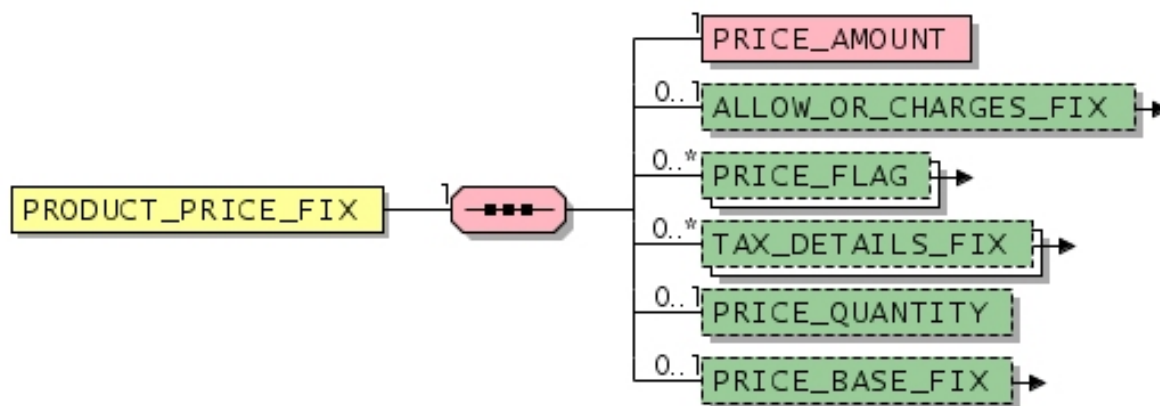 1
PRICE_AMOUNT
0..1
ALLOW_OR_CHARGES_FIX
0..*
PRICE_FLAG
PRODUCT_PRICE_FIX
1
0..*
TAX_DETAILS_FIX
0..1
PRICE_QUANTITY
0..1
PRICE_BASE_FIX